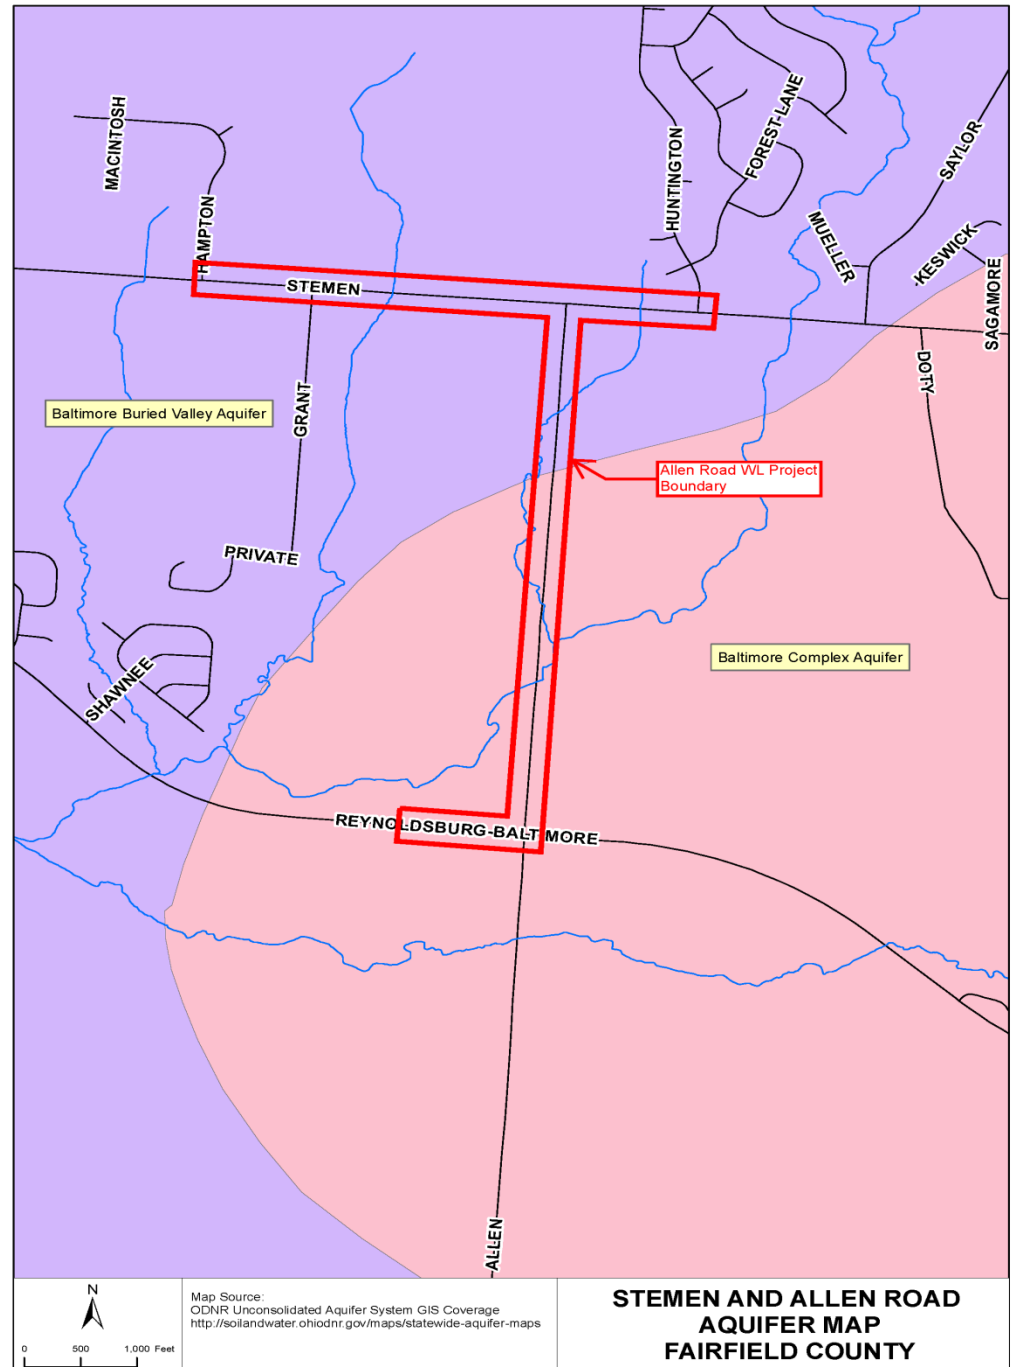 MACINTOSH
HAMPTON
HUNTINGTON
FOREST LANE
SAYLOR
MUELLER
KESWICK
SAGAMORE
STEMEN
DOTY
GRANT
Baltimore Buried Valley Aquifer
Allen Road WL Project
Boundary
PRIVATE
Baltimore Complex Aquifer
SHAWNEE
REYNOLDSBURG-BALTIMORE
ALLEN
N
0 500 1,000 Feet
Map Source:
ODNR Unconsolidated Aquifer System GIS Coverage
http://soilandwater.ohiodnr.gov/maps/statewide-aquifer-maps
STEMEN AND ALLEN ROAD
AQUIFER MAP
FAIRFIELD COUNTY